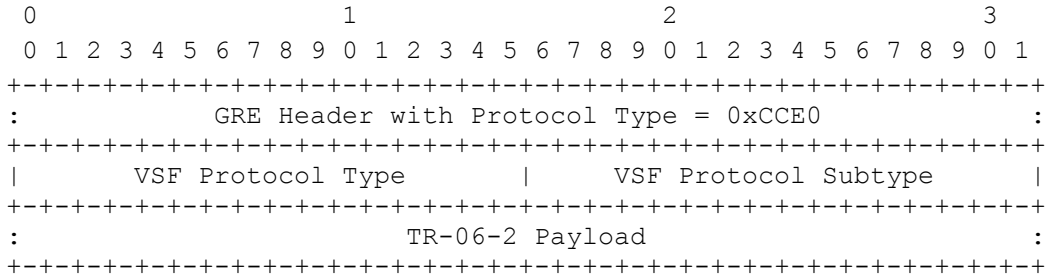 0                   1                   2                   3
 0 1 2 3 4 5 6 7 8 9 0 1 2 3 4 5 6 7 8 9 0 1 2 3 4 5 6 7 8 9 0 1
+-+-+-+-+-+-+-+-+-+-+-+-+-+-+-+-+-+-+-+-+-+-+-+-+-+-+-+-+-+-+-+-+
:             GRE Header with Protocol Type = 0xCCE0            :
+-+-+-+-+-+-+-+-+-+-+-+-+-+-+-+-+-+-+-+-+-+-+-+-+-+-+-+-+-+-+-+-+
|       VSF Protocol Type       |     VSF Protocol Subtype      |
+-+-+-+-+-+-+-+-+-+-+-+-+-+-+-+-+-+-+-+-+-+-+-+-+-+-+-+-+-+-+-+-+
:                         TR-06-2 Payload                       :
+-+-+-+-+-+-+-+-+-+-+-+-+-+-+-+-+-+-+-+-+-+-+-+-+-+-+-+-+-+-+-+-+